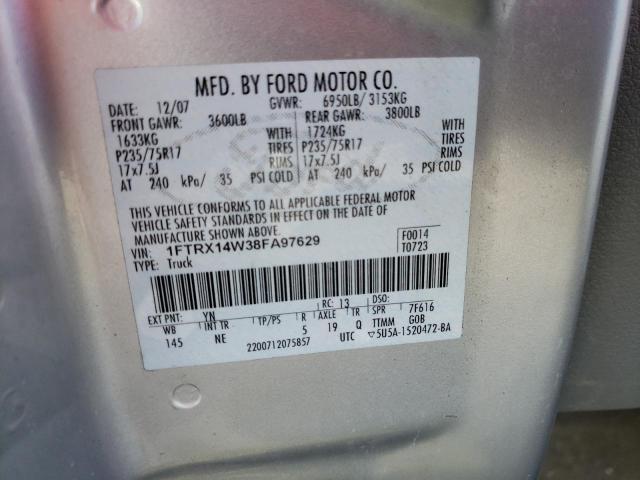 MFD. BY FORD MOTOR CO.
DATE: 12/07 GVWR: 6950LB/ 3153KG
FRONT GAWR: 3600LB REAR GAWR: 3800LB
1633KG WITH 1724KG WITH
P235/75R17 TIRES P235/75R17 TIRES
17x7.5J RIMS 17x7.5J RIMS
AT 240 kPa/ 35 PSI COLD AT 240 kPa/ 35 PSI COLD
THIS VEHICLE CONFORMS TO ALL APPLICABLE FEDERAL MOTOR
VEHICLE SAFETY STANDARDS IN EFFECT ON THE DATE OF
MANUFACTURE SHOWN ABOVE.
VIN: 1FTRX14W38FA97629 F0014
TYPE: Truck T0723
EXT PNT: YN RC: 13 DSO:
WB INT TR TP/PS R AXLE TR SPR 7F616
145 NE 5 19 Q TTMM GOB
2200712075857 UTC ▽5U5A-1520472-BA